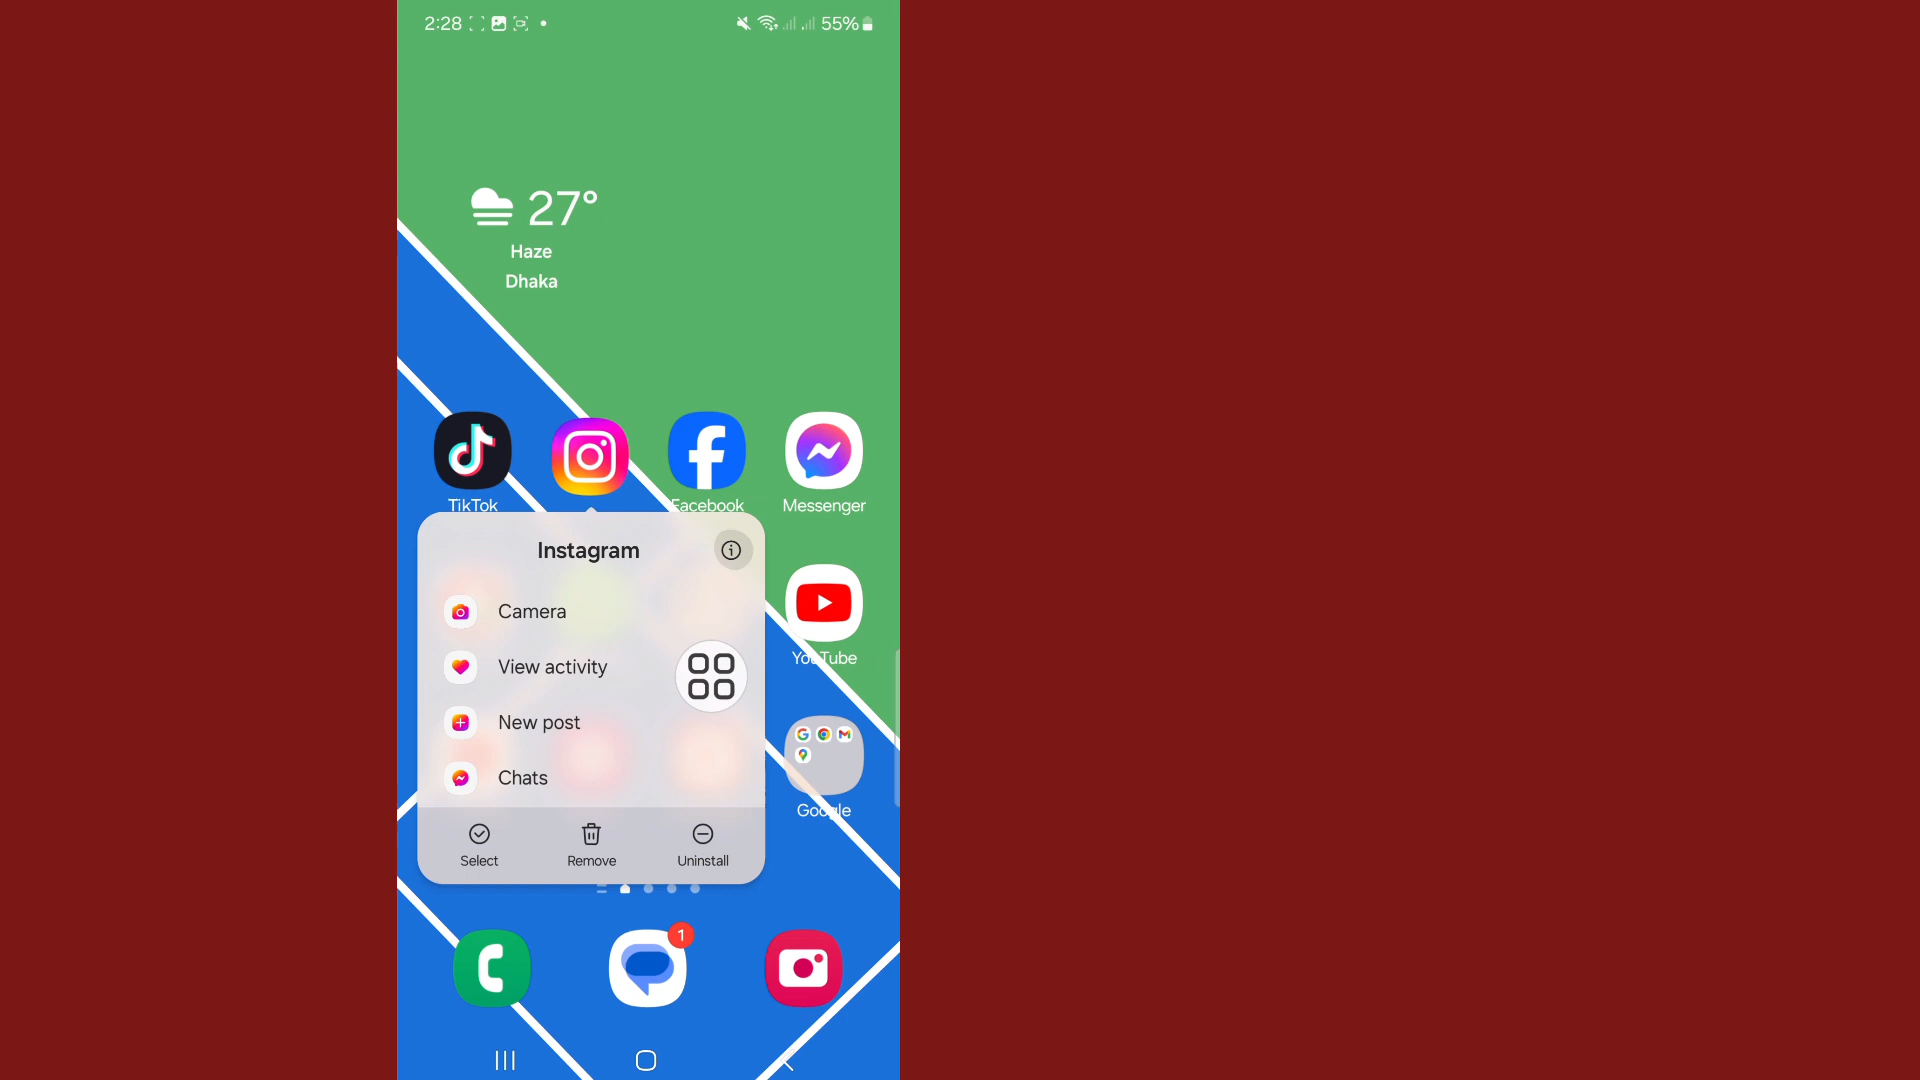 2:28
55%
27°
Haze
Dhaka
TikTok
Facebook
Messenger
Instagram
Camera
View activity
New post
Chats
Select
Remove
Uninstall
YouTube
Google
1